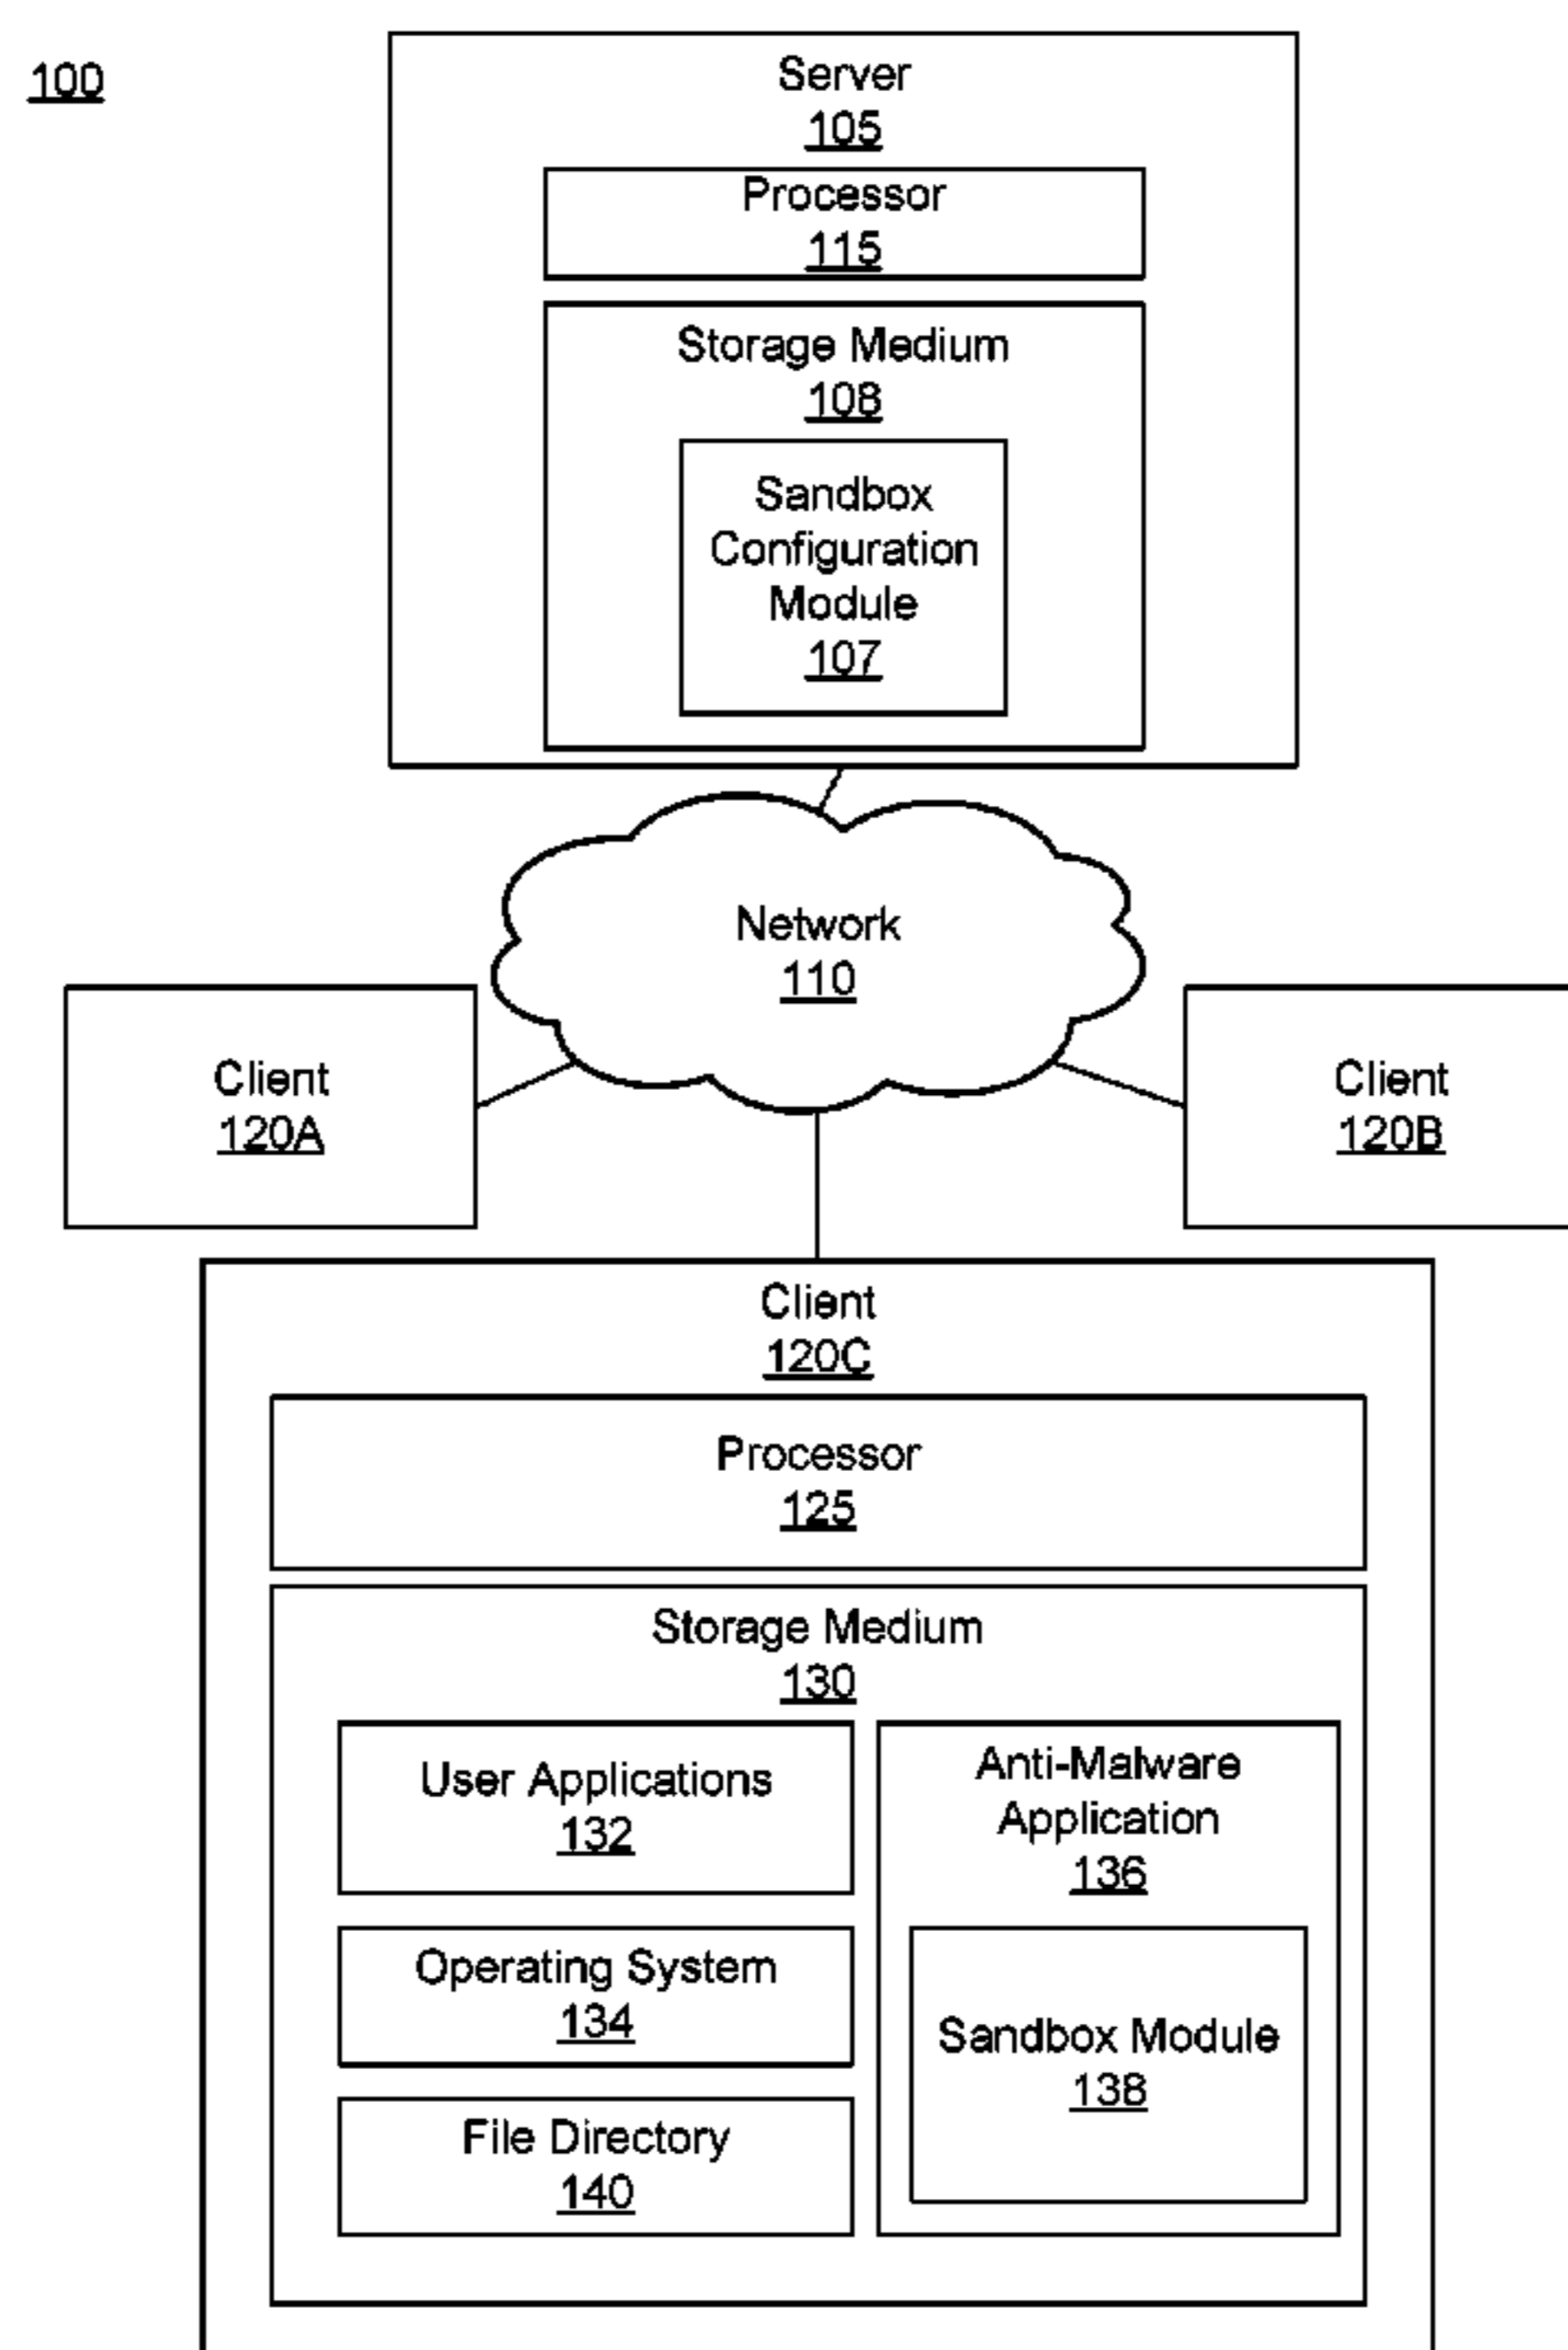 100
Server
105
Processor
115
Storage Medium
108
Sandbox
Configuration
Module
107
Network
110
Client
120A
Client
120B
Client
120C
Processor
125
Storage Medium
130
User Applications
132
Operating System
134
File Directory
140
Anti-Malware
Application
136
Sandbox Module
138